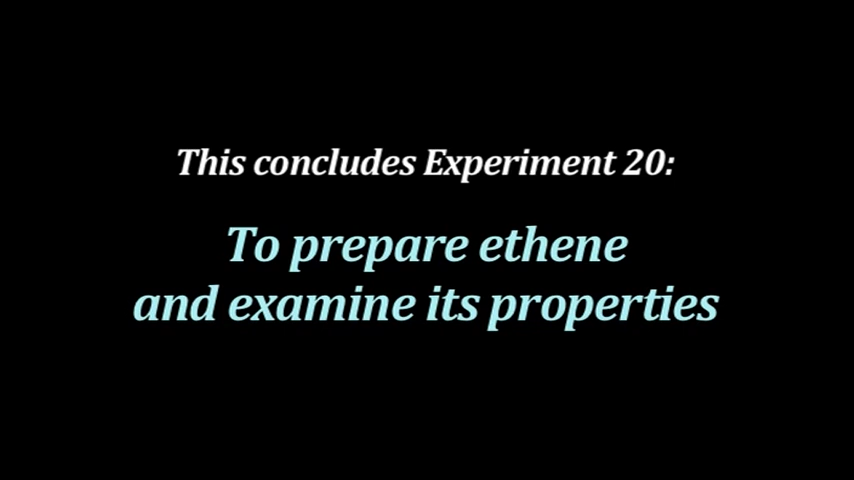 This concludes Experiment 20:
To prepare ethene
and examine its properties